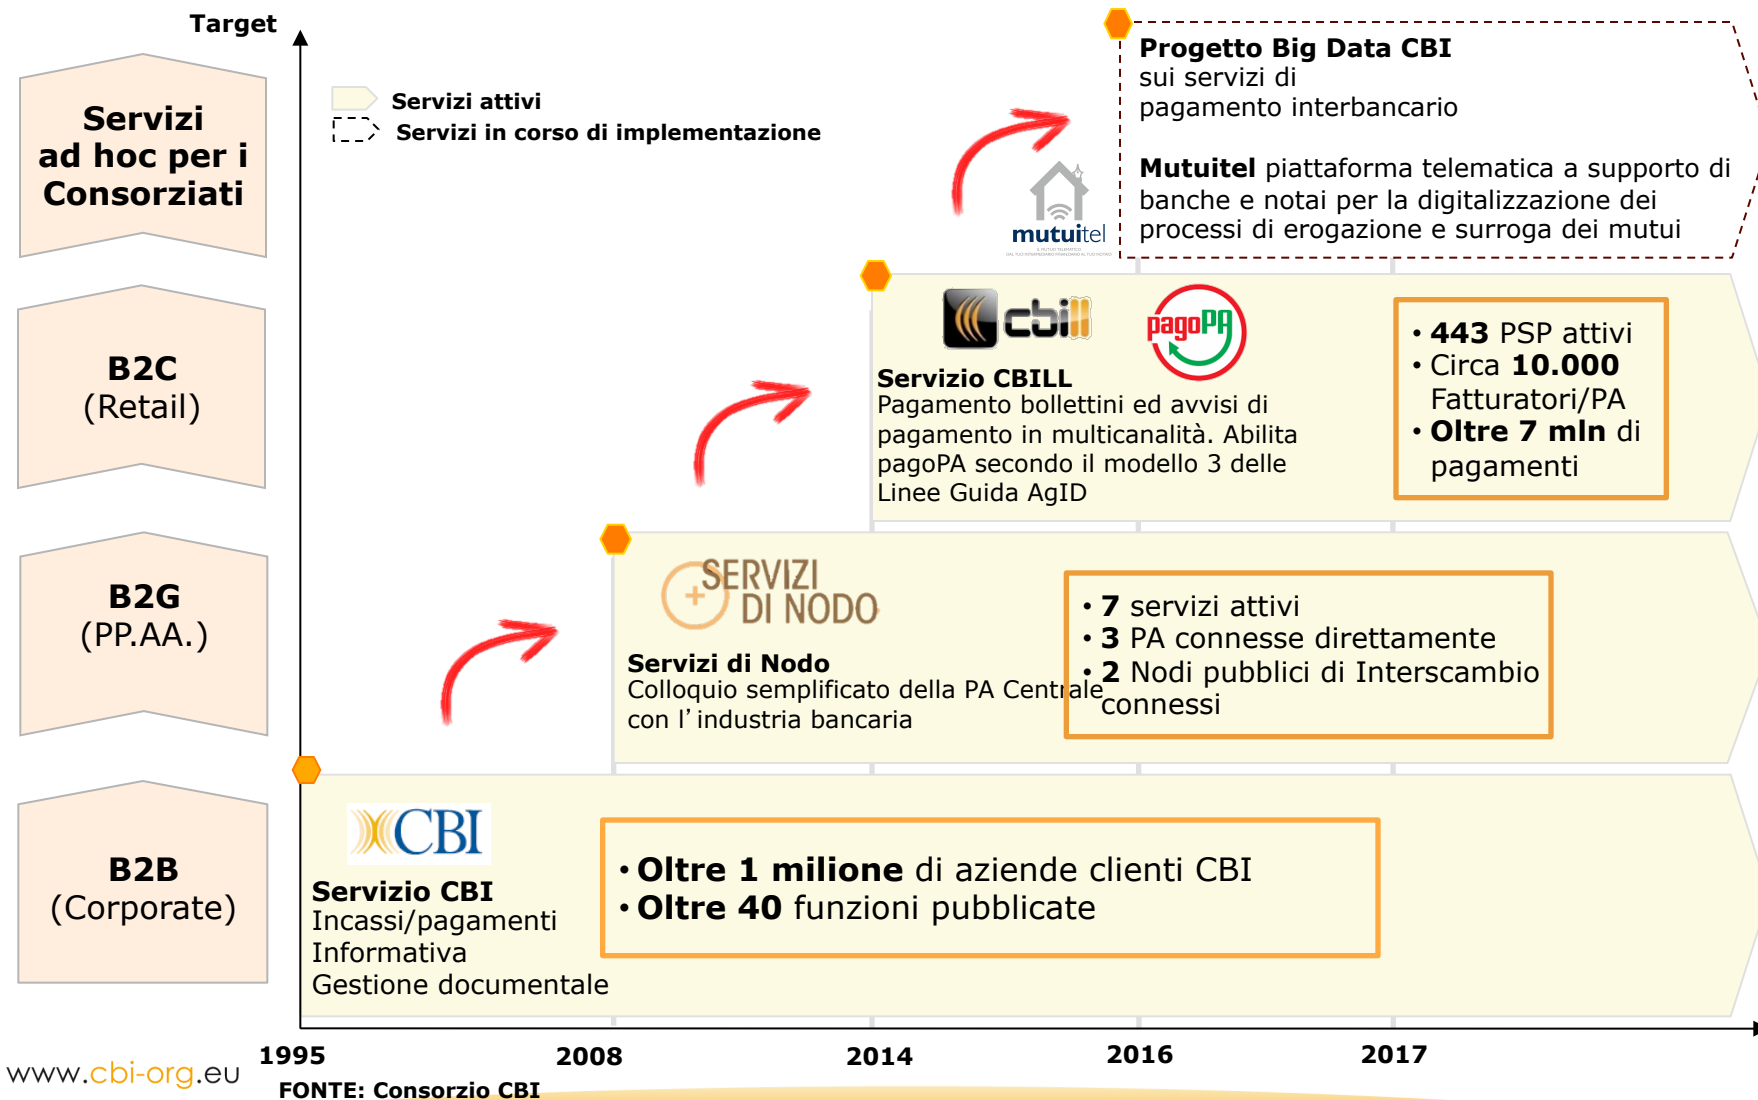 Target
Servizi
ad hoc per i
Consorziati
Servizi attivi
Servizi in corso di implementazione
Progetto Big Data CBI
sui servizi di
pagamento interbancario
Mutuitel piattaforma telematica a supporto di
banche e notai per la digitalizzazione dei
processi di erogazione e surroga dei mutui
mutuitel
B2C
(Retail)
cbill
pagoPA
Servizio CBILL
Pagamento bollettini ed avvisi di
pagamento in multicanalità. Abilita
pagoPA secondo il modello 3 delle
Linee Guida AgID
• 443 PSP attivi
• Circa 10.000
Fatturatori/PA
• Oltre 7 mln di
pagamenti
B2G
(PP.AA.)
SERVIZI
DI NODO
Servizi di Nodo
Colloquio semplificato della PA Centrale
con l’industria bancaria
• 7 servizi attivi
• 3 PA connesse direttamente
• 2 Nodi pubblici di Interscambio
connessi
B2B
(Corporate)
CBI
Servizio CBI
Incassi/pagamenti
Informativa
Gestione documentale
• Oltre 1 milione di aziende clienti CBI
• Oltre 40 funzioni pubblicate
1995
2008
2014
2016
2017
www.cbi-org.eu
FONTE: Consorzio CBI